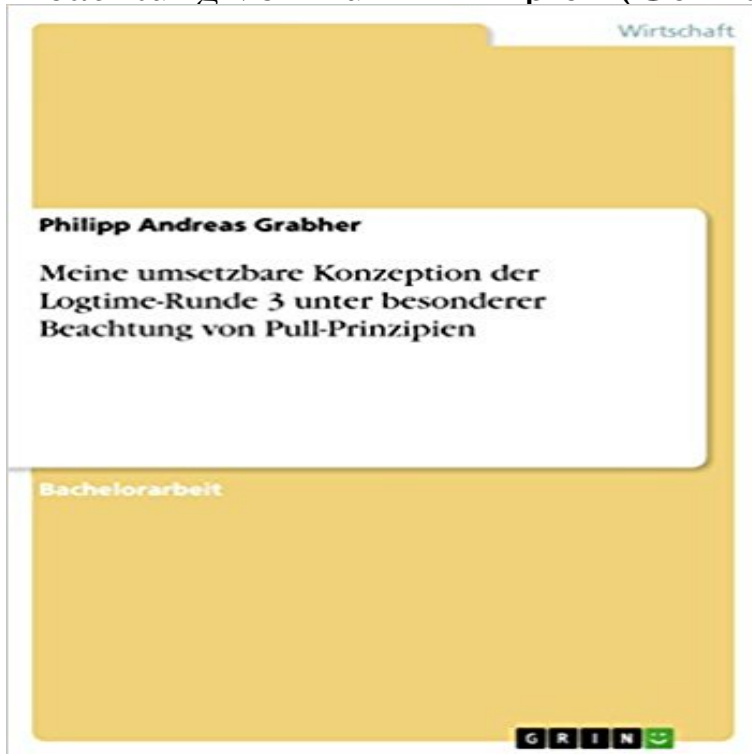 Wirtschaft
Philipp Andreas Grabher
Meine umsetzbare Konzeption der
Logtime-Runde 3 unter besonderer
Beachtung von Pull-Prinzipien
Bachelorarbeit
GRIN